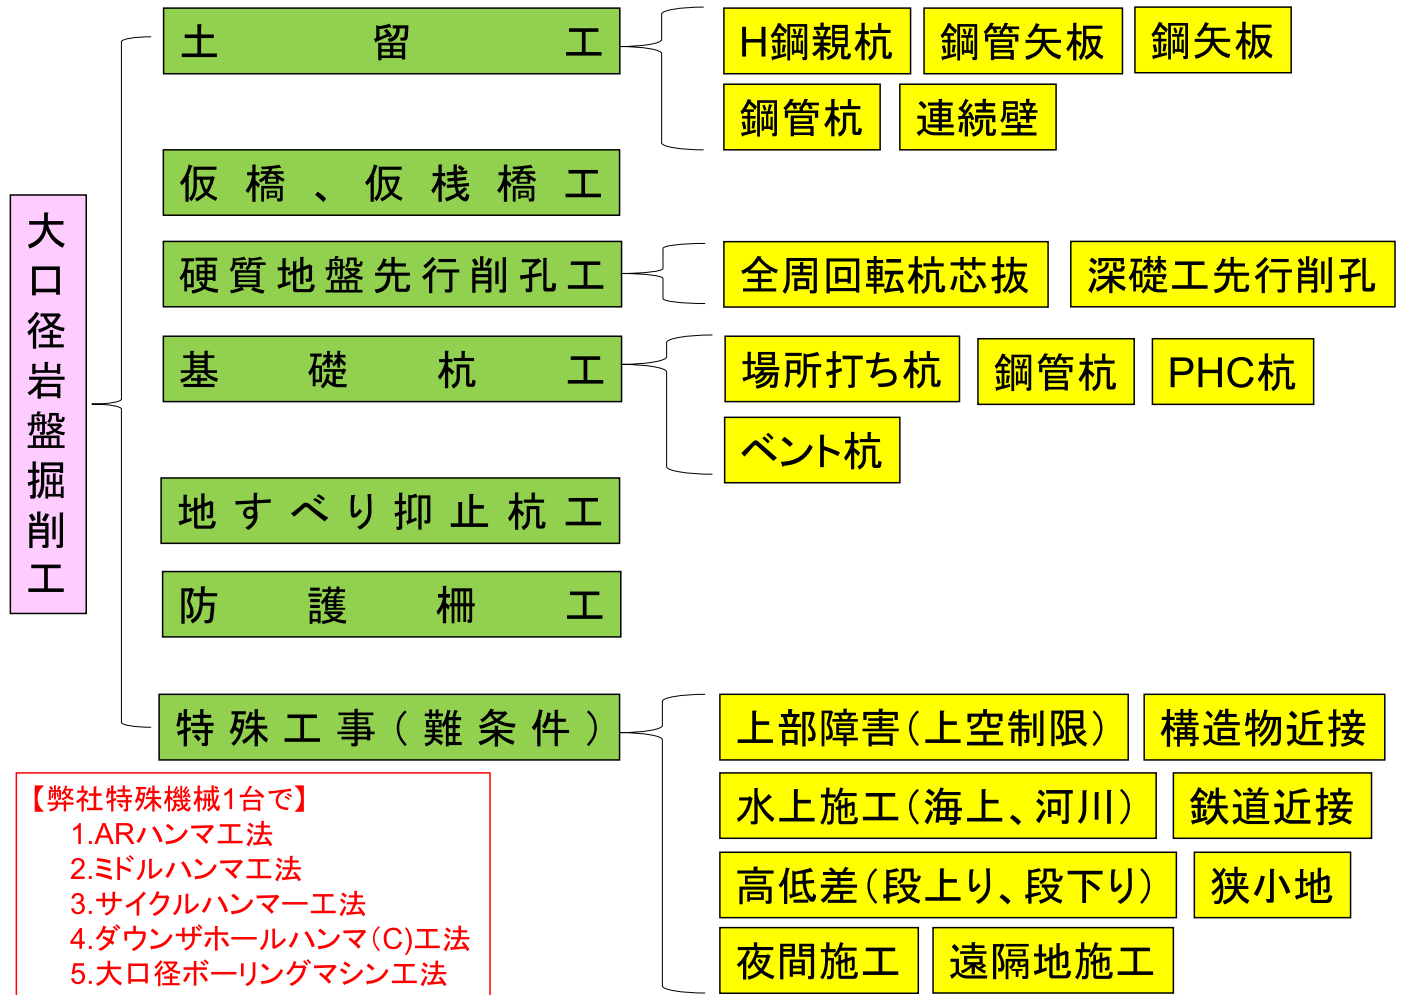 大口径岩盤掘削工
土留工
H鋼親杭 鋼管矢板 鋼矢板
鋼管杭 連続壁
仮橋、仮桟橋工
硬質地盤先行削孔工
全周回転杭芯抜 深礎工先行削孔
基礎杭工
場所打ち杭 鋼管杭 PHC杭
ベント杭
地すべり抑止杭工
防護柵工
特殊工事(難条件)
上部障害(上空制限) 構造物近接
水上施工(海上、河川) 鉄道近接
高低差(段上り、段下り) 狭小地
夜間施工 遠隔地施工
【弊社特殊機械1台で】
1.ARハンマ工法
2.ミドルハンマ工法
3.サイクルハンマー工法
4.ダウンザホールハンマ(C)工法
5.大口径ボーリングマシン工法